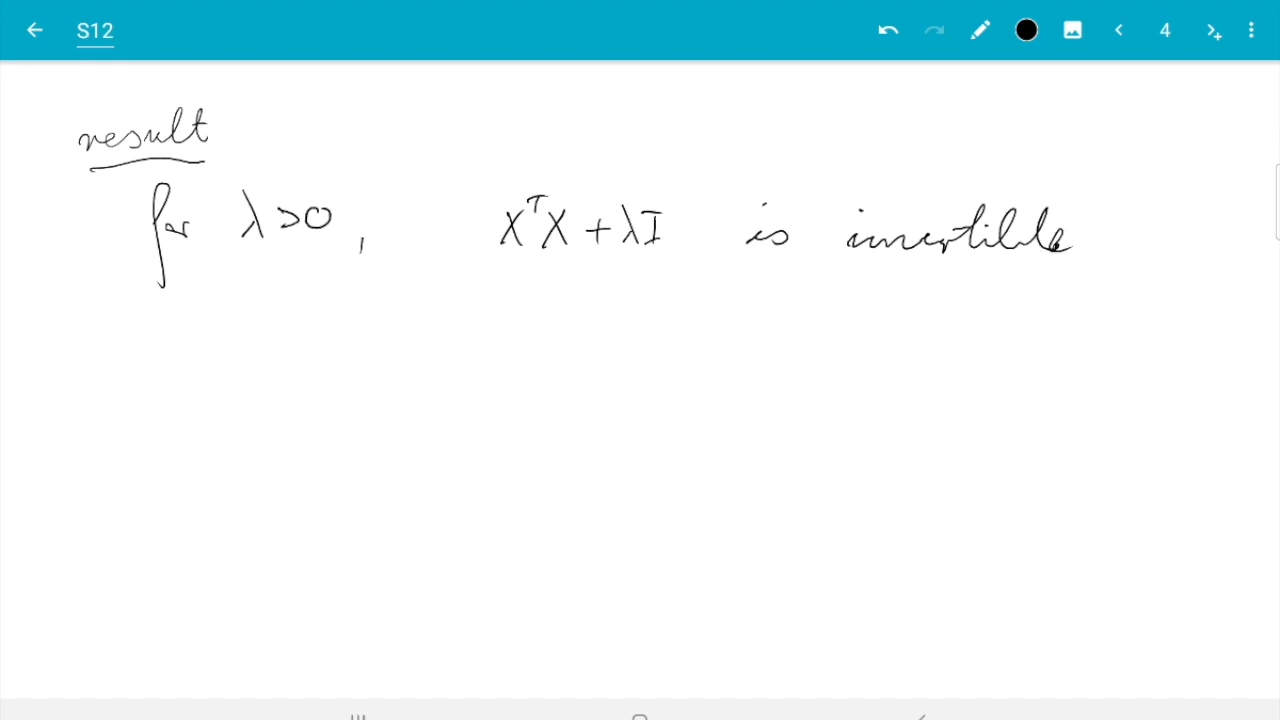 S12
4
result
for λ>0, XᵀX + λI is invertible